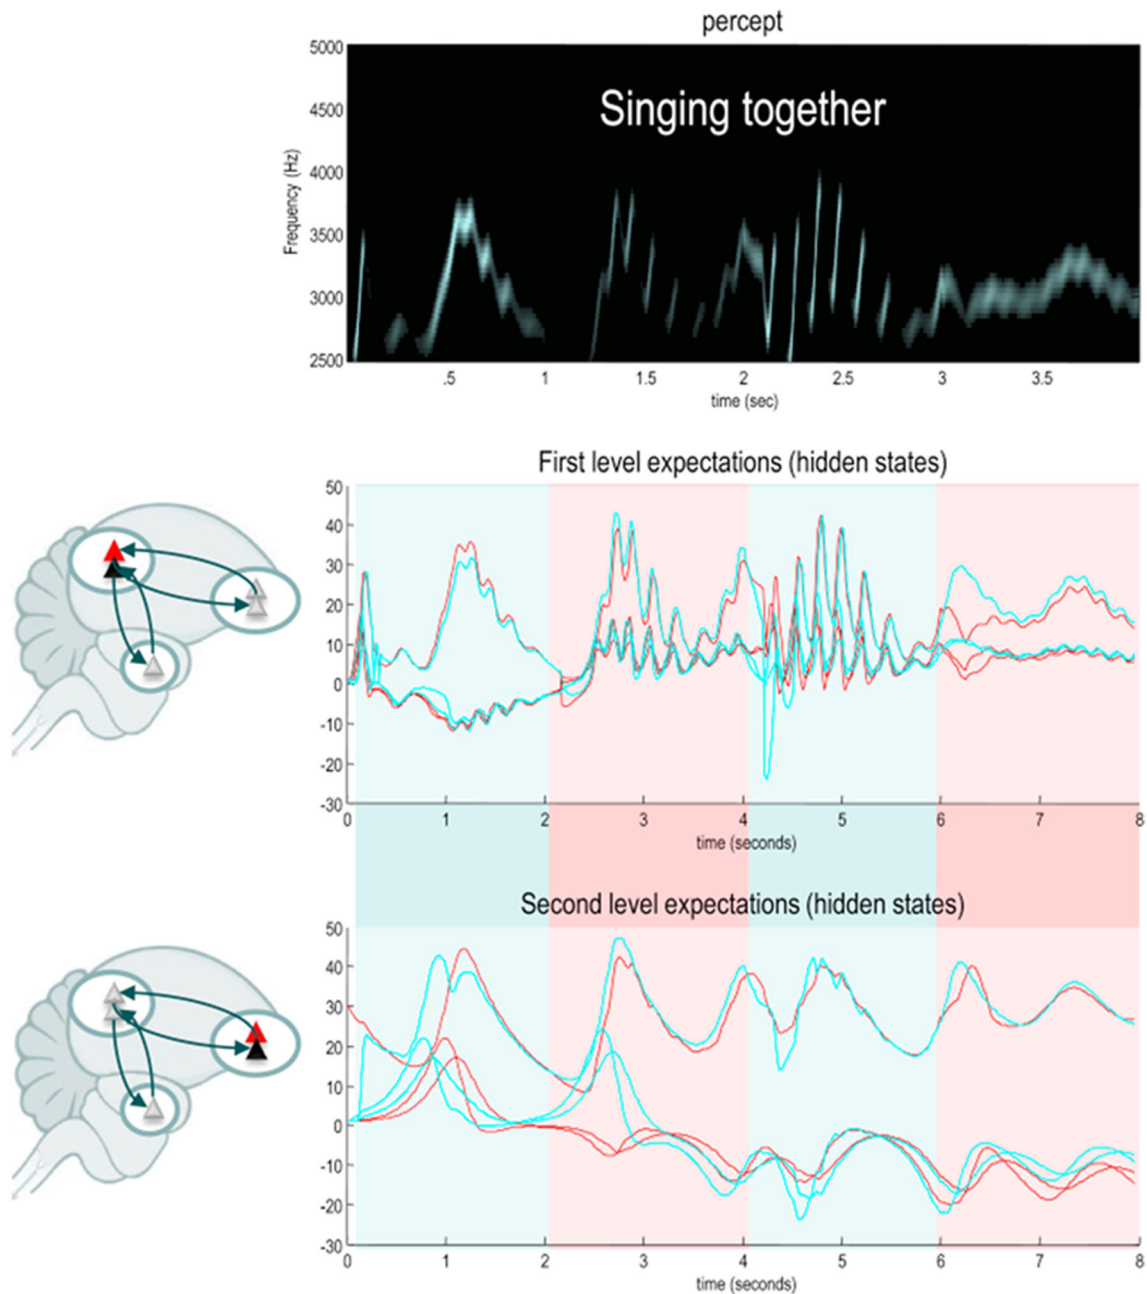 percept
Singing together
Frequency (Hz)
5000
4500
4000
3500
3000
2500
.5 1 1.5 2 2.5 3 3.5
time (sec)
First level expectations (hidden states)
50
40
30
20
10
0
-10
-20
-30
0 1 2 3 4 5 6 7 8
time (seconds)
Second level expectations (hidden states)
50
40
30
20
10
0
-10
-20
-30
0 1 2 3 4 5 6 7 8
time (seconds)